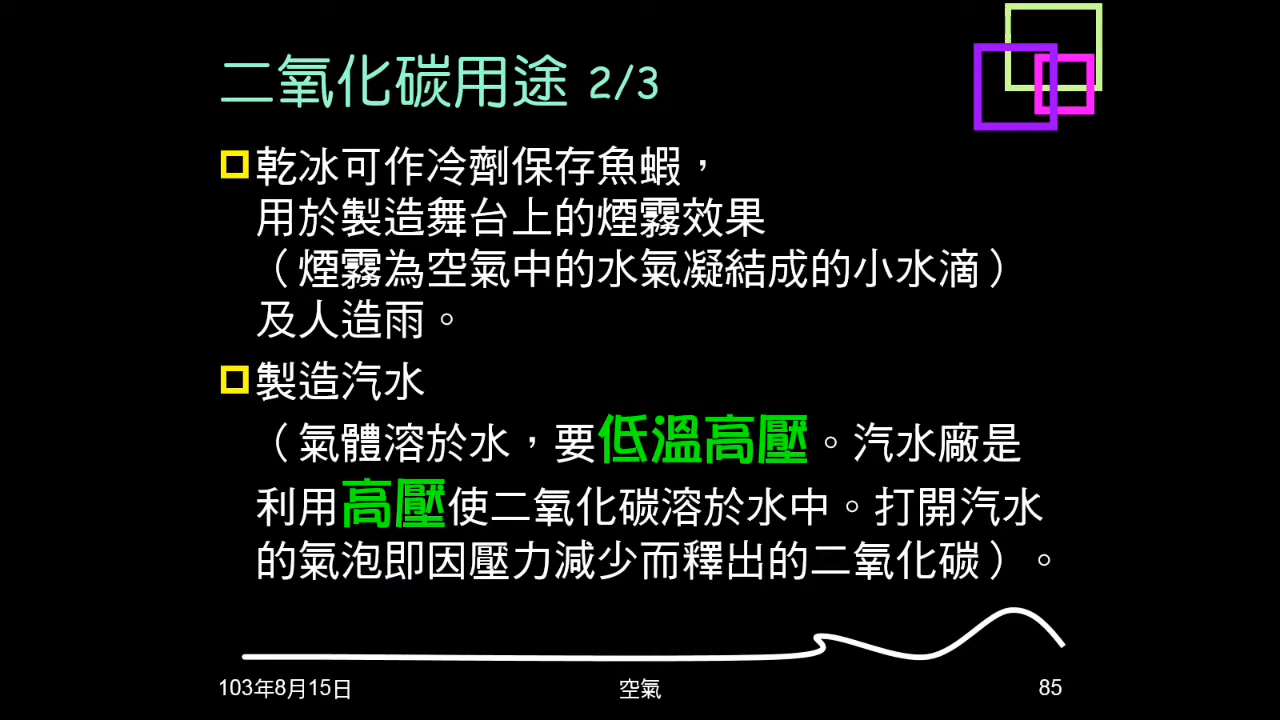 二氧化碳用途 2/3
乾冰可作冷劑保存魚蝦，
用於製造舞台上的煙霧效果
（煙霧為空氣中的水氣凝結成的小水滴）
及人造雨。
製造汽水
（氣體溶於水，要低溫高壓。汽水廠是
利用高壓使二氧化碳溶於水中。打開汽水
的氣泡即因壓力減少而釋出的二氧化碳）。
103年8月15日
空氣
85